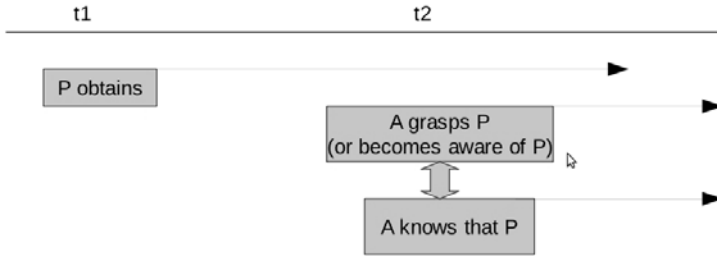 t1
t2
P obtains
A grasps P
(or becomes aware of P)
A knows that P